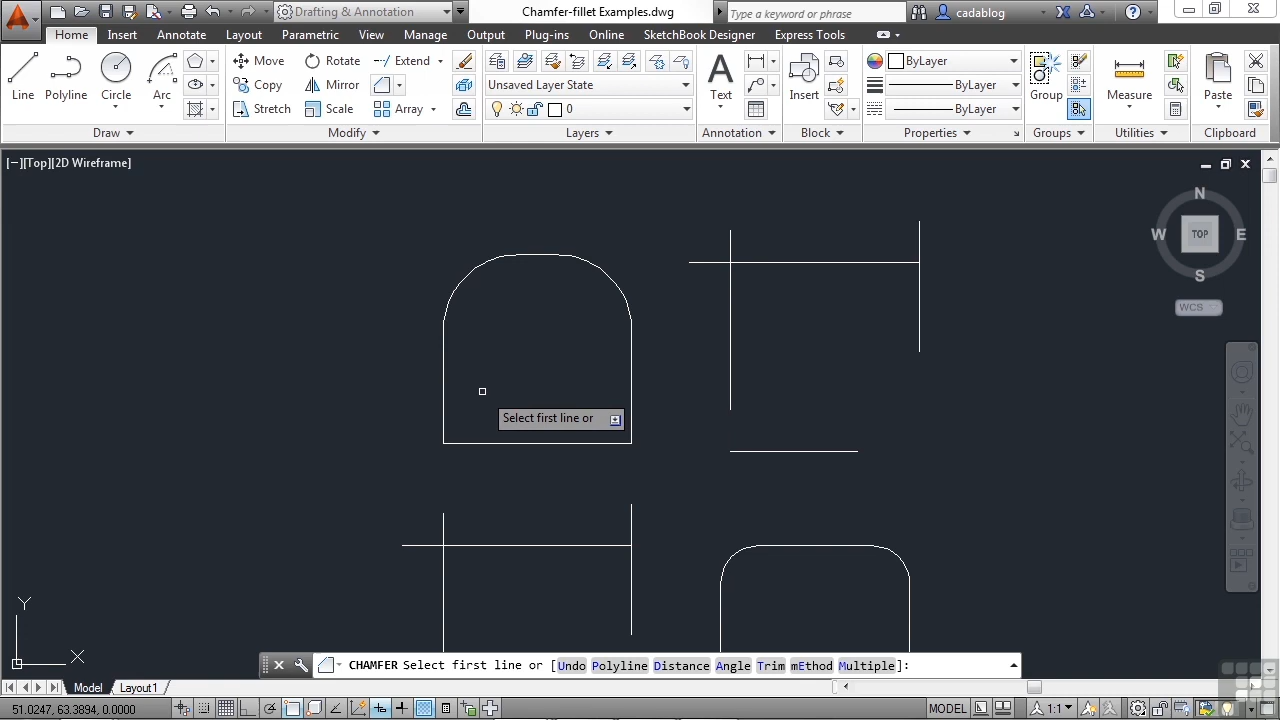 Drafting & Annotation
Chamfer-fillet Examples.dwg
Type a keyword or phrase
cadablog
Home Insert Annotate Layout Parametric View Manage Output Plug-ins Online SketchBook Designer Express Tools
Line
Polyline
Circle
Arc
Draw
Move Rotate Extend
Copy Mirror
Stretch Scale Array
Modify
Unsaved Layer State
0
Layers
Text
Annotation
Insert
Block
ByLayer
ByLayer
ByLayer
Properties
Group
Groups
Measure
Utilities
Paste
Clipboard
[−][Top][2D Wireframe]
N
W TOP E
S
WCS
Select first line or
Y
X
CHAMFER Select first line or [Undo Polyline Distance Angle Trim mEthod Multiple]:
Model Layout1
51.0247, 63.3894, 0.0000
MODEL
1:1